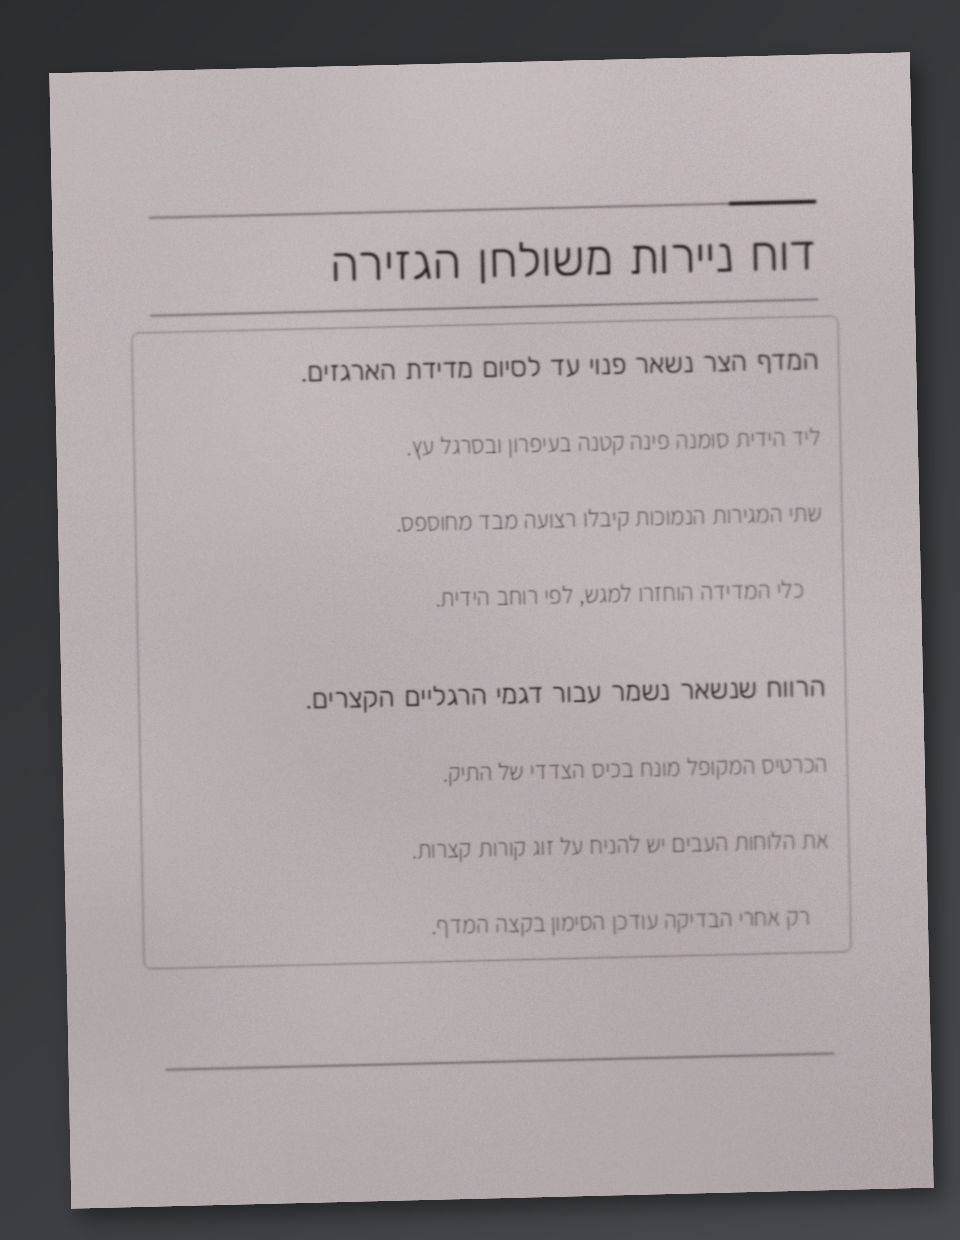 דוח ניירות משולחן הגזירה
המדף הצר נשאר פנוי עד לסיום מדידת הארגזים.
ליד הידית סומנה פינה קטנה בעיפרון ובסרגל עץ.
שתי המגירות הנמוכות קיבלו רצועה מבד מחוספס.
כלי המדידה הוחזרו למגש, לפי רוחב הידית.
הרווח שנשאר נשמר עבור דגמי הרגליים הקצרים.
הכרטיס המקופל מונח בכיס הצדדי של התיק.
את הלוחות העבים יש להניח על זוג קורות קצרות.
רק אחרי הבדיקה עודכן הסימון בקצה המדף.